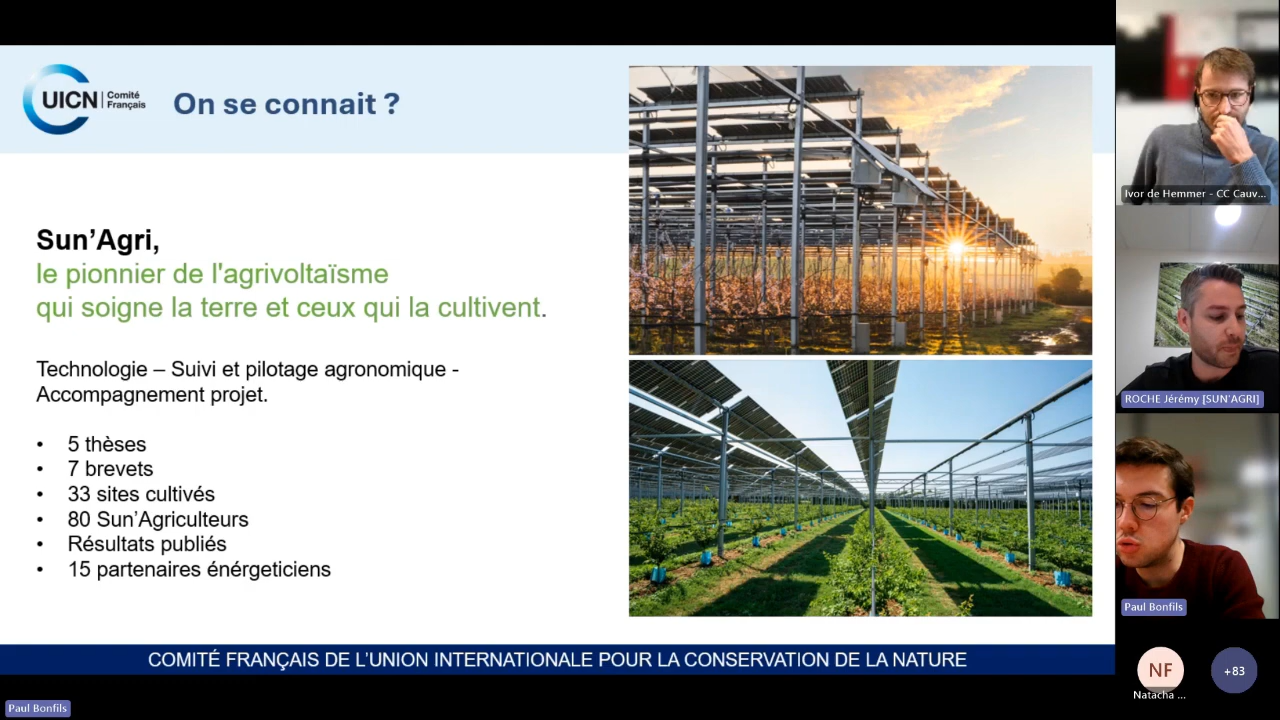 UICN | Comité
Français
On se connait ?
Sun’Agri,
le pionnier de l'agrivoltaïsme
qui soigne la terre et ceux qui la cultivent.
Technologie – Suivi et pilotage agronomique -
Accompagnement projet.
• 5 thèses
• 7 brevets
• 33 sites cultivés
• 80 Sun’Agriculteurs
• Résultats publiés
• 15 partenaires énérgeticiens
COMITÉ FRANÇAIS DE L’UNION INTERNATIONALE POUR LA CONSERVATION DE LA NATURE
Paul Bonfils
Ivor de Hemmer - CC Cauv...
ROCHE Jérémy [SUN'AGRI]
Paul Bonfils
NF
Natacha ...
+83